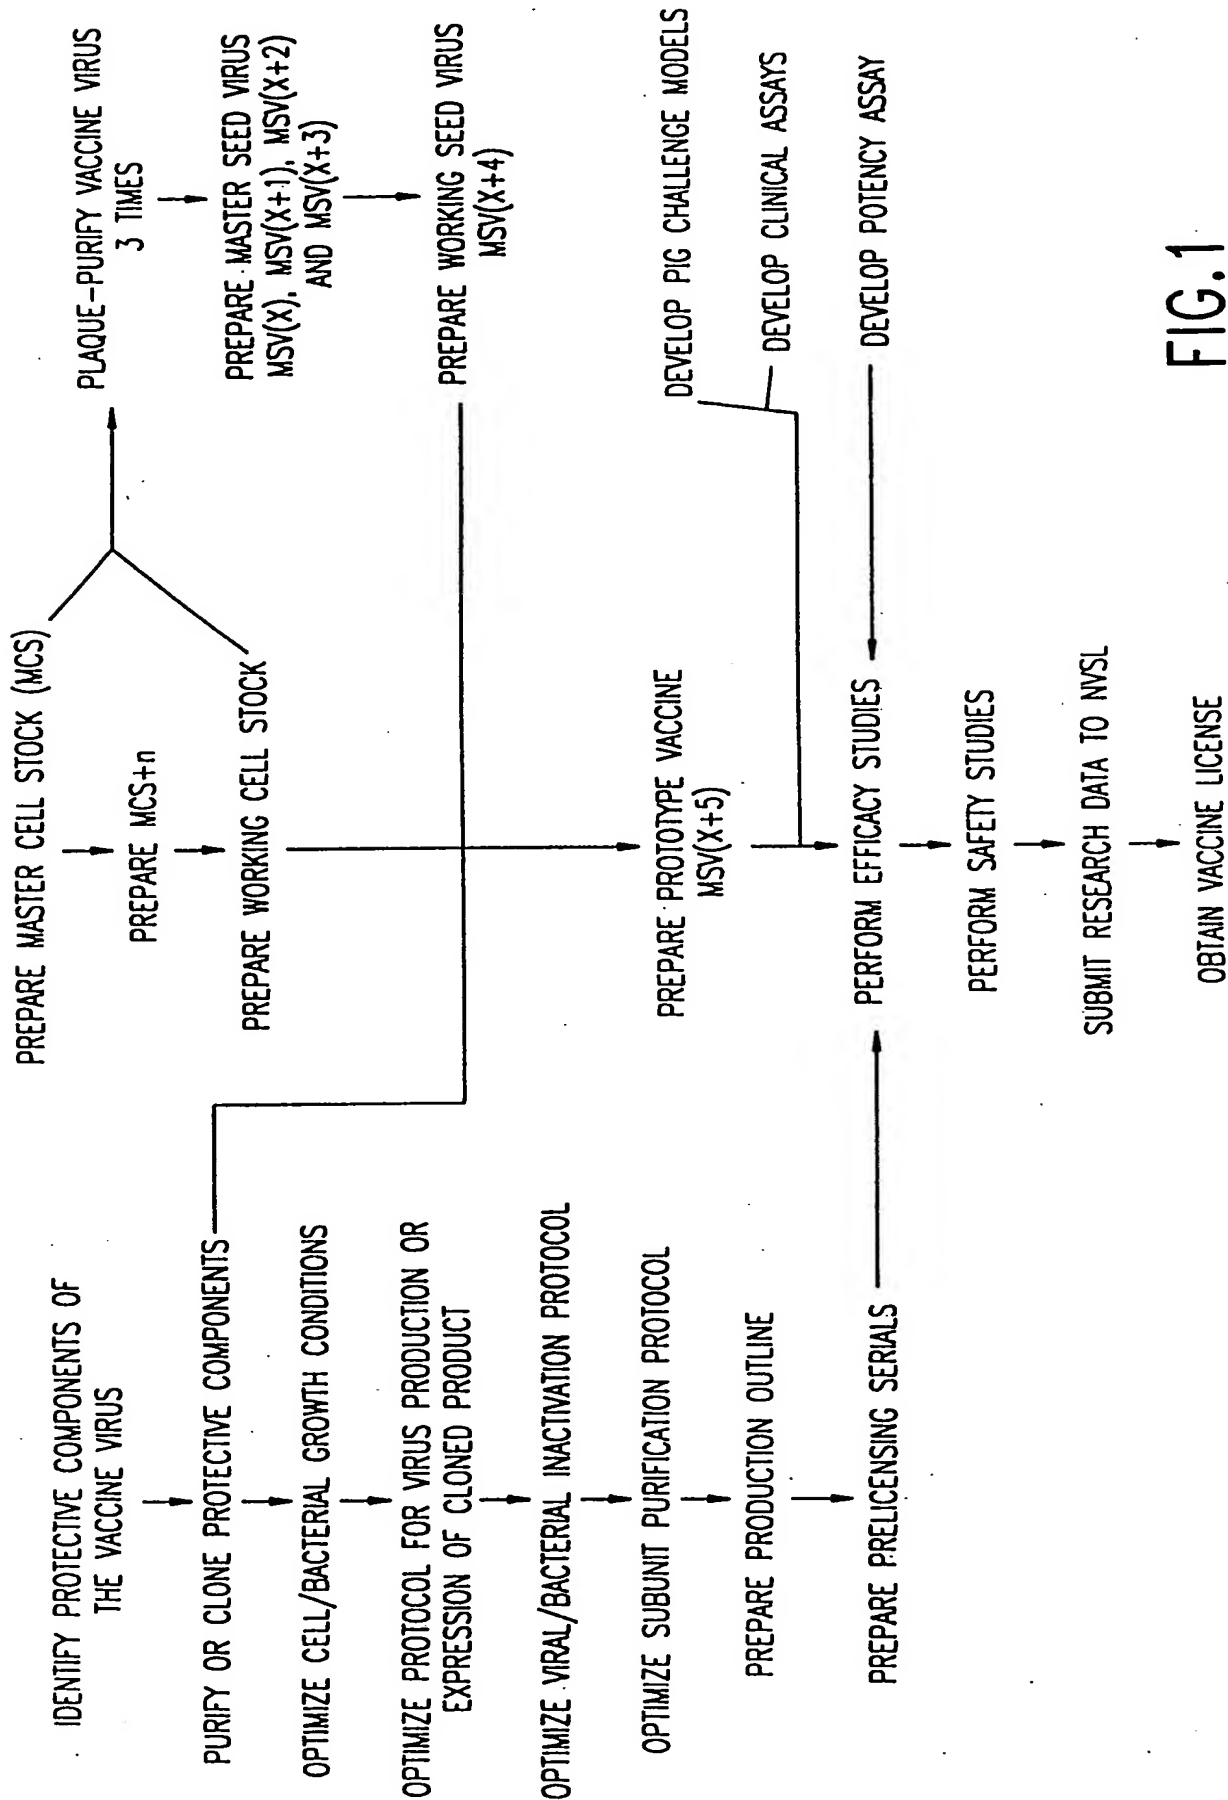 IDENTIFY PROTECTIVE COMPONENTS OF
THE VACCINE VIRUS
PURIFY OR CLONE PROTECTIVE COMPONENTS
OPTIMIZE CELL/BACTERIAL GROWTH CONDITIONS
OPTIMIZE PROTOCOL FOR VIRUS PRODUCTION OR
EXPRESSION OF CLONED PRODUCT
OPTIMIZE VIRAL/BACTERIAL INACTIVATION PROTOCOL
OPTIMIZE SUBUNIT PURIFICATION PROTOCOL
PREPARE PRODUCTION OUTLINE
PREPARE PRELICENSING SERIALS
PREPARE MASTER CELL STOCK (MCS)
PREPARE MCS+n
PREPARE WORKING CELL STOCK
PREPARE PROTOTYPE VACCINE
MSV(X+5)
PERFORM EFFICACY STUDIES
PERFORM SAFETY STUDIES
SUBMIT RESEARCH DATA TO NVSL
OBTAIN VACCINE LICENSE
PLAQUE-PURIFY VACCINE VIRUS
3 TIMES
PREPARE MASTER SEED VIRUS
MSV(X), MSV(X+1), MSV(X+2)
AND MSV(X+3)
PREPARE WORKING SEED VIRUS
MSV(X+4)
DEVELOP PIG CHALLENGE MODELS
DEVELOP CLINICAL ASSAYS
DEVELOP POTENCY ASSAY
FIG.1